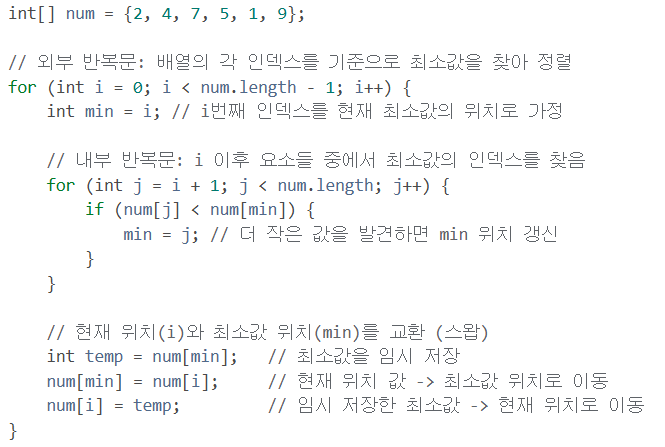 int[] num = {2, 4, 7, 5, 1, 9};
// 외부 반복문: 배열의 각 인덱스를 기준으로 최소값을 찾아 정렬
for (int i = 0; i < num.length - 1; i++) {
    int min = i; // i번째 인덱스를 현재 최소값의 위치로 가정
    // 내부 반복문: i 이후 요소들 중에서 최소값의 인덱스를 찾음
    for (int j = i + 1; j < num.length; j++) {
        if (num[j] < num[min]) {
            min = j; // 더 작은 값을 발견하면 min 위치 갱신
        }
    }
    // 현재 위치(i)와 최소값 위치(min)를 교환 (스왑)
    int temp = num[min];   // 최소값을 임시 저장
    num[min] = num[i];     // 현재 위치 값 -> 최소값 위치로 이동
    num[i] = temp;         // 임시 저장한 최소값 -> 현재 위치로 이동
}